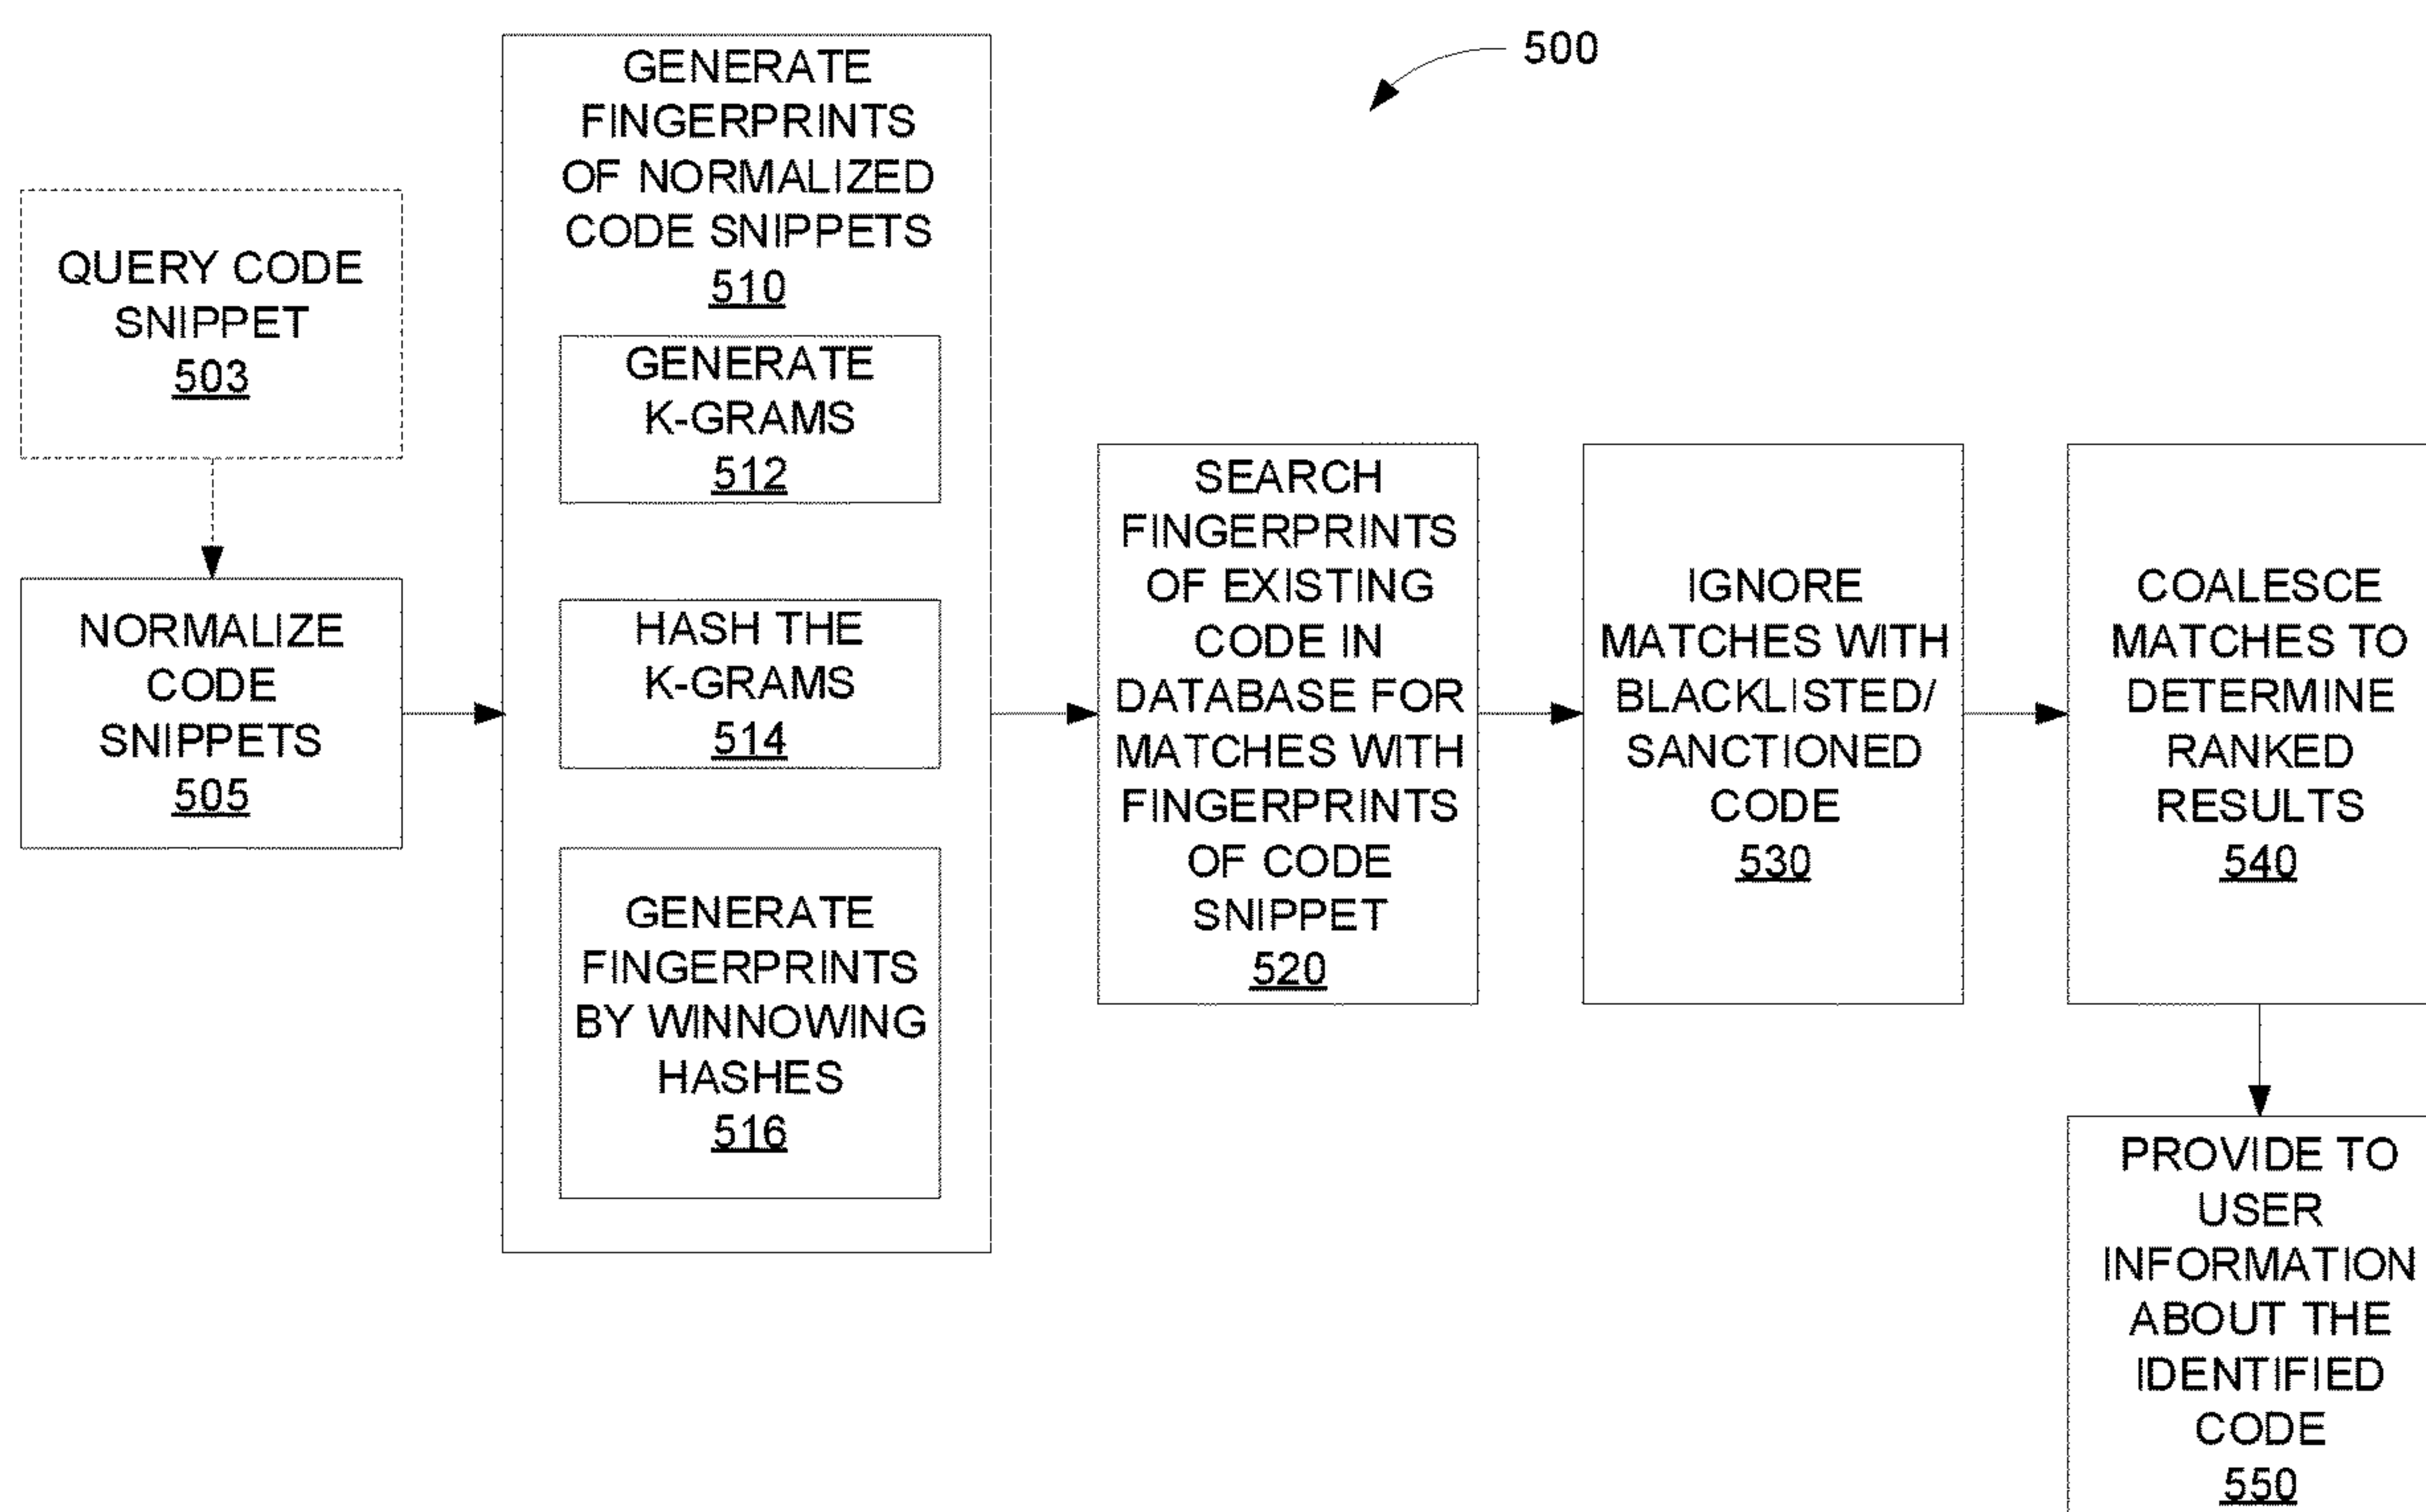 500
QUERY CODE
SNIPPET
503
NORMALIZE
CODE
SNIPPETS
505
GENERATE
FINGERPRINTS
OF NORMALIZED
CODE SNIPPETS
510
GENERATE
K-GRAMS
512
HASH THE
K-GRAMS
514
GENERATE
FINGERPRINTS
BY WINNOWING
HASHES
516
SEARCH
FINGERPRINTS
OF EXISTING
CODE IN
DATABASE FOR
MATCHES WITH
FINGERPRINTS
OF CODE
SNIPPET
520
IGNORE
MATCHES WITH
BLACKLISTED/
SANCTIONED
CODE
530
COALESCE
MATCHES TO
DETERMINE
RANKED
RESULTS
540
PROVIDE TO
USER
INFORMATION
ABOUT THE
IDENTIFIED
CODE
550